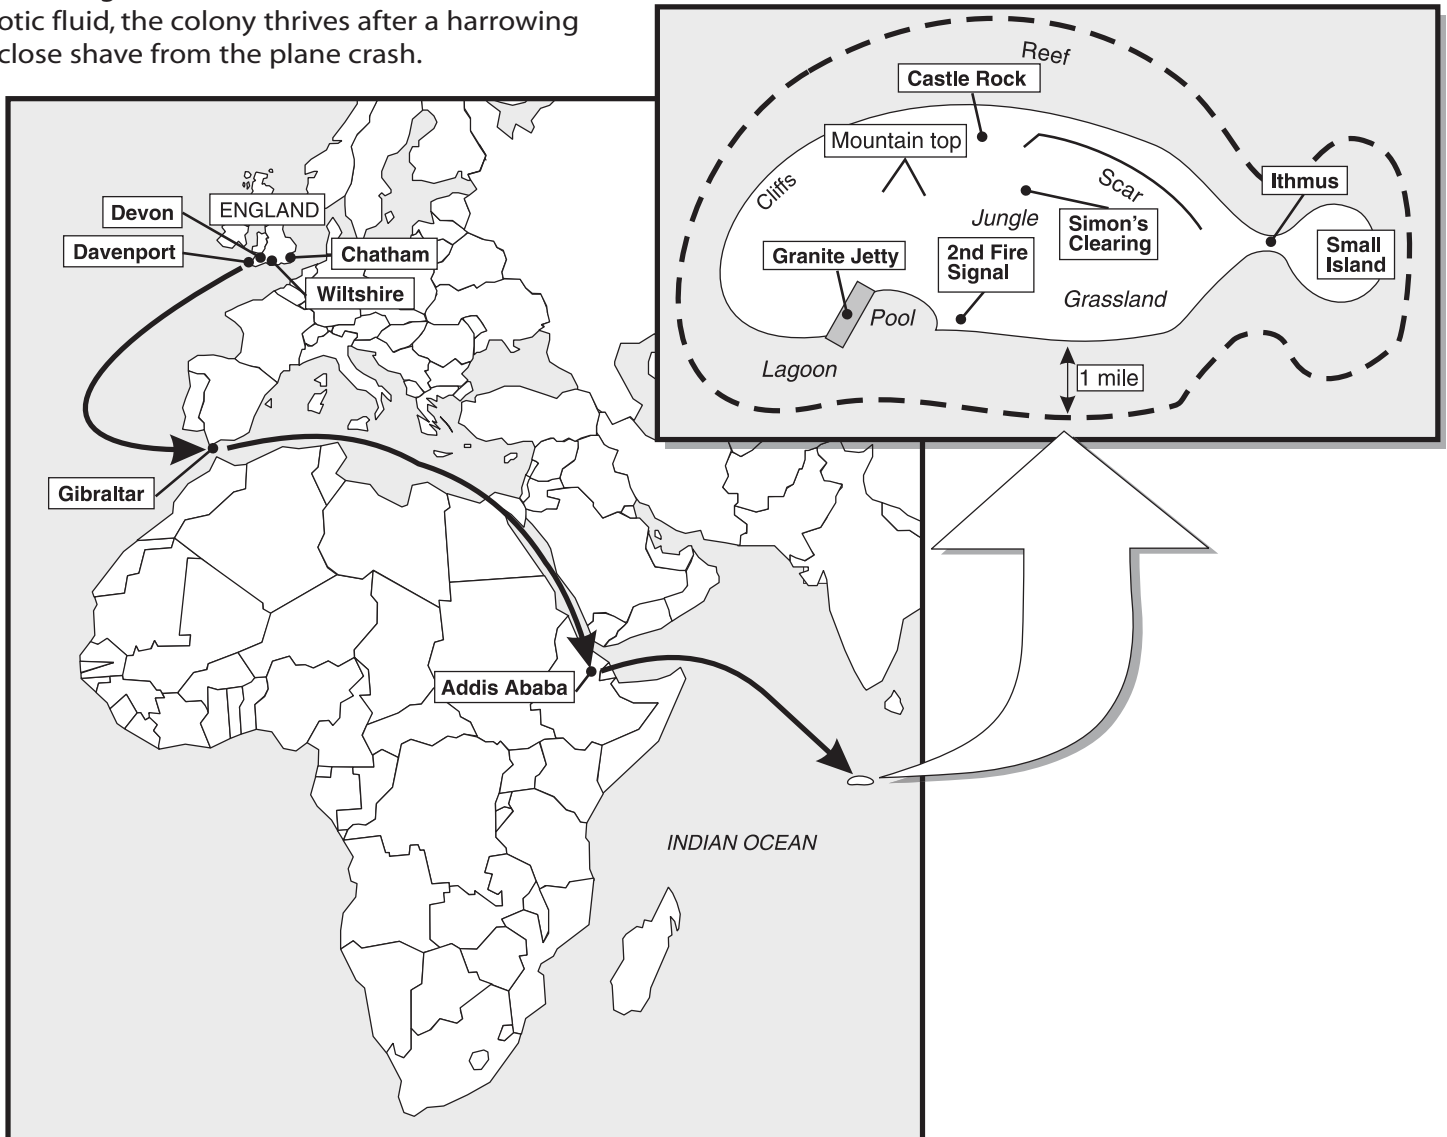 otic fluid, the colony thrives after a harrowing
close shave from the plane crash.
Reef
Castle Rock
Mountain top
Cliffs
Scar
Ithmus
Jungle
Simon's
Clearing
Small
Island
Granite Jetty
2nd Fire
Signal
Grassland
Pool
Lagoon
1 mile
Devon
ENGLAND
Davenport
Chatham
Wiltshire
Gibraltar
Addis Ababa
INDIAN OCEAN